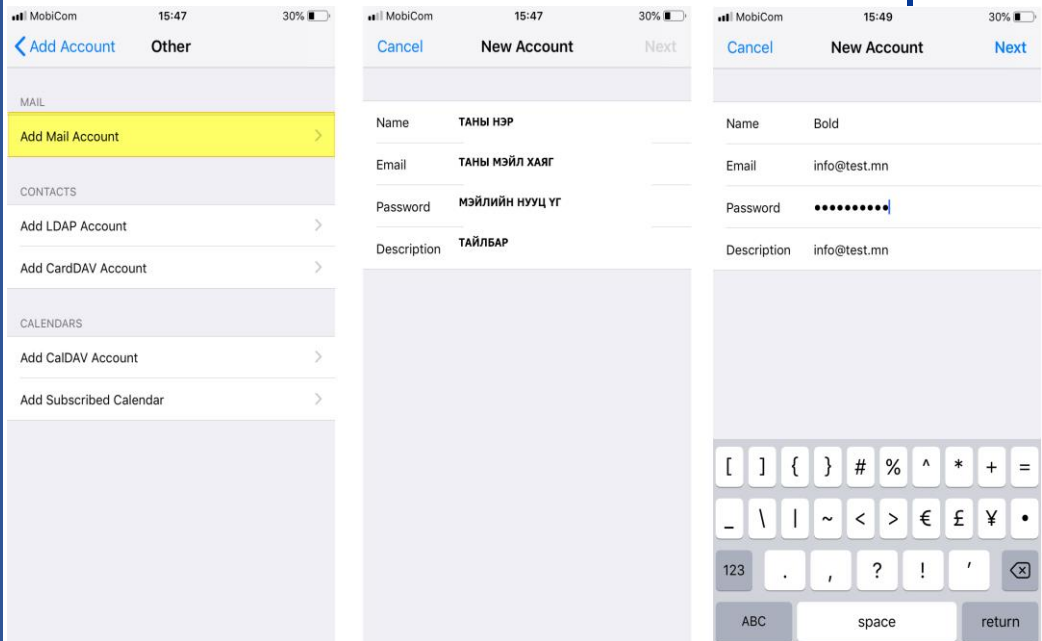 MobiCom 15:47 30%
Add Account Other
MAIL
Add Mail Account
CONTACTS
Add LDAP Account
Add CardDAV Account
CALENDARS
Add CalDAV Account
Add Subscribed Calendar
MobiCom 15:47 30%
Cancel New Account Next
Name ТАНЫ НЭР
Email ТАНЫ МЭЙЛ ХАЯГ
Password МЭЙЛИЙН НУУЦ ҮГ
Description ТАЙЛБАР
MobiCom 15:49 30%
Cancel New Account Next
Name Bold
Email info@test.mn
Password ••••••••••
Description info@test.mn
[ ] { } # % ^ * + =
_ \ | ~ < > € £ ¥ •
123 . , ? ! '
ABC space return